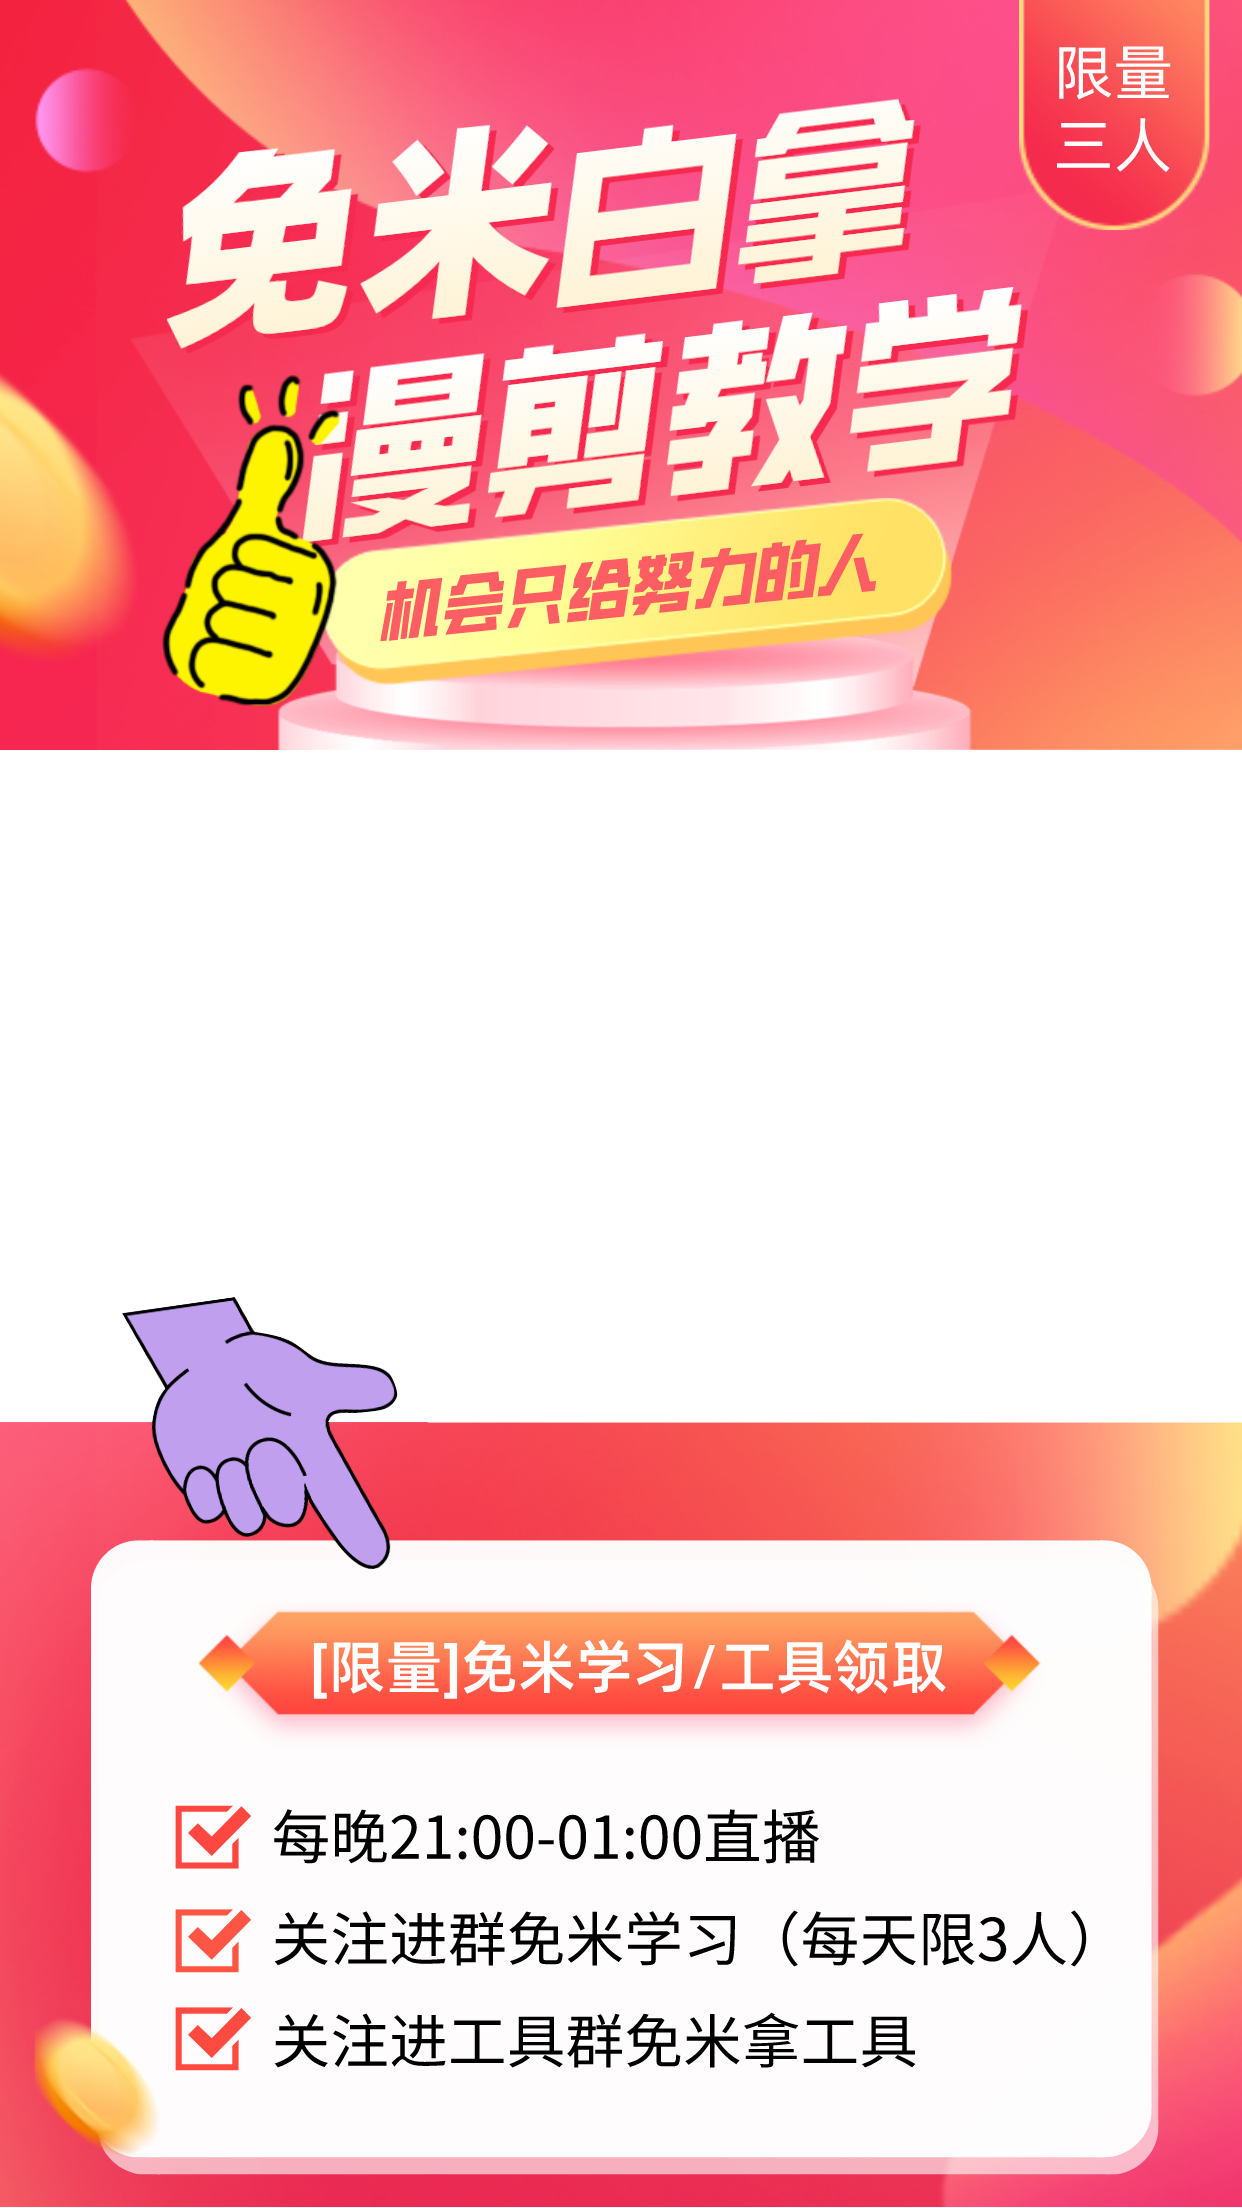 限量
三人
免米白拿
漫剪教学
机会只给努力的人
[限量]免米学习/工具领取
每晚21:00-01:00直播
关注进群免米学习（每天限3人）
关注进工具群免米拿工具